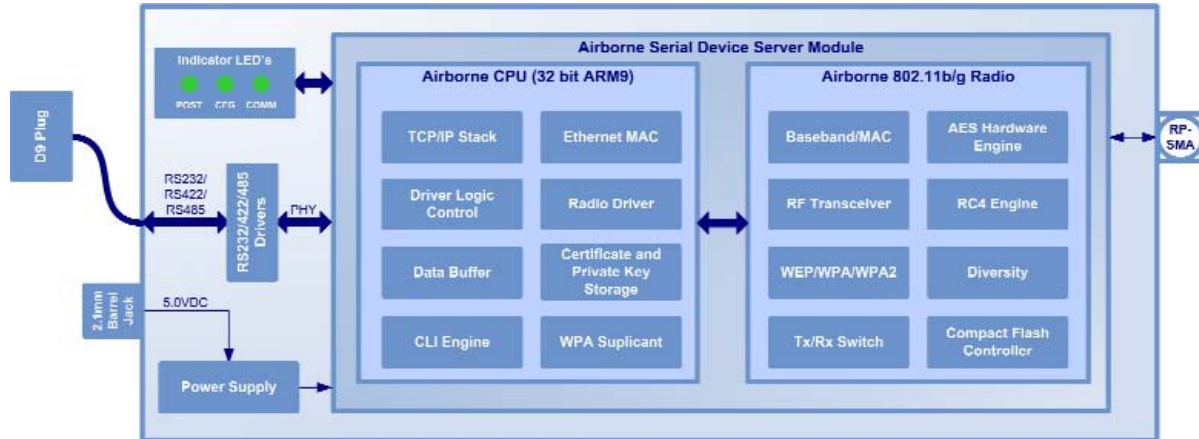 Airborne Serial Device Server Module
Indicator LED's
POST CFG COMM
D9 Plug
RS232/
RS422/
RS485
RS232/422/485
Drivers
PHY
2.1mm
Barrel
Jack
5.0VDC
Power Supply
Airborne CPU (32 bit ARM9)
TCP/IP Stack
Ethernet MAC
Driver Logic
Control
Radio Driver
Data Buffer
Certificate and
Private Key
Storage
CLI Engine
WPA Suplicant
Airborne 802.11b/g Radio
Baseband/MAC
AES Hardware
Engine
RF Transceiver
RC4 Engine
WEP/WPA/WPA2
Diversity
Tx/Rx Switch
Compact Flash
Controller
RP-
SMA